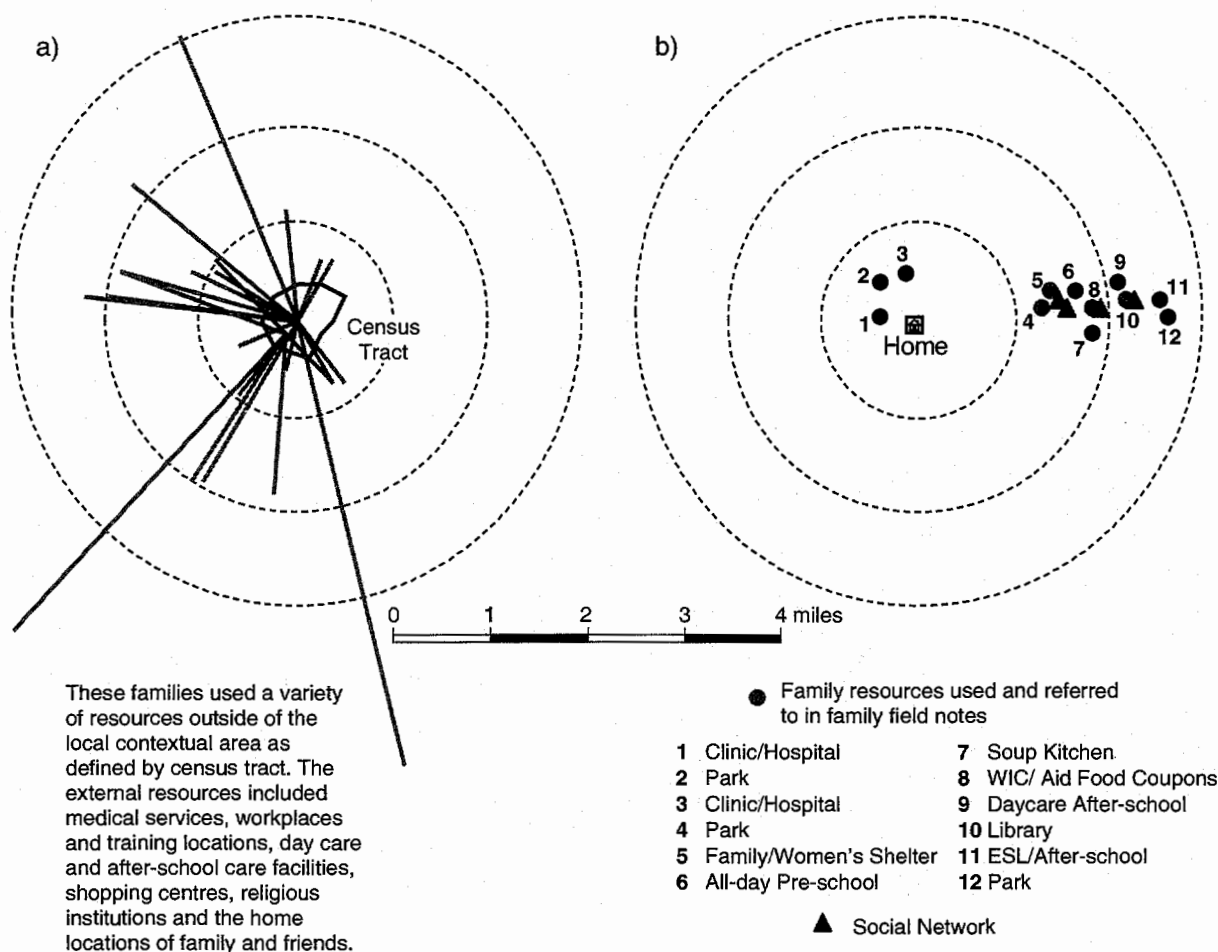 a)
Census
Tract
b)
1
2
3
4
5
6
7
8
9
10
11
12
Home
0 1 2 3 4 miles
These families used a variety
of resources outside of the
local contextual area as
defined by census tract. The
external resources included
medical services, workplaces
and training locations, day care
and after-school care facilities,
shopping centres, religious
institutions and the home
locations of family and friends.
Family resources used and referred
to in family field notes
1 Clinic/Hospital
2 Park
3 Clinic/Hospital
4 Park
5 Family/Women's Shelter
6 All-day Pre-school
7 Soup Kitchen
8 WIC/ Aid Food Coupons
9 Daycare After-school
10 Library
11 ESL/After-school
12 Park
Social Network